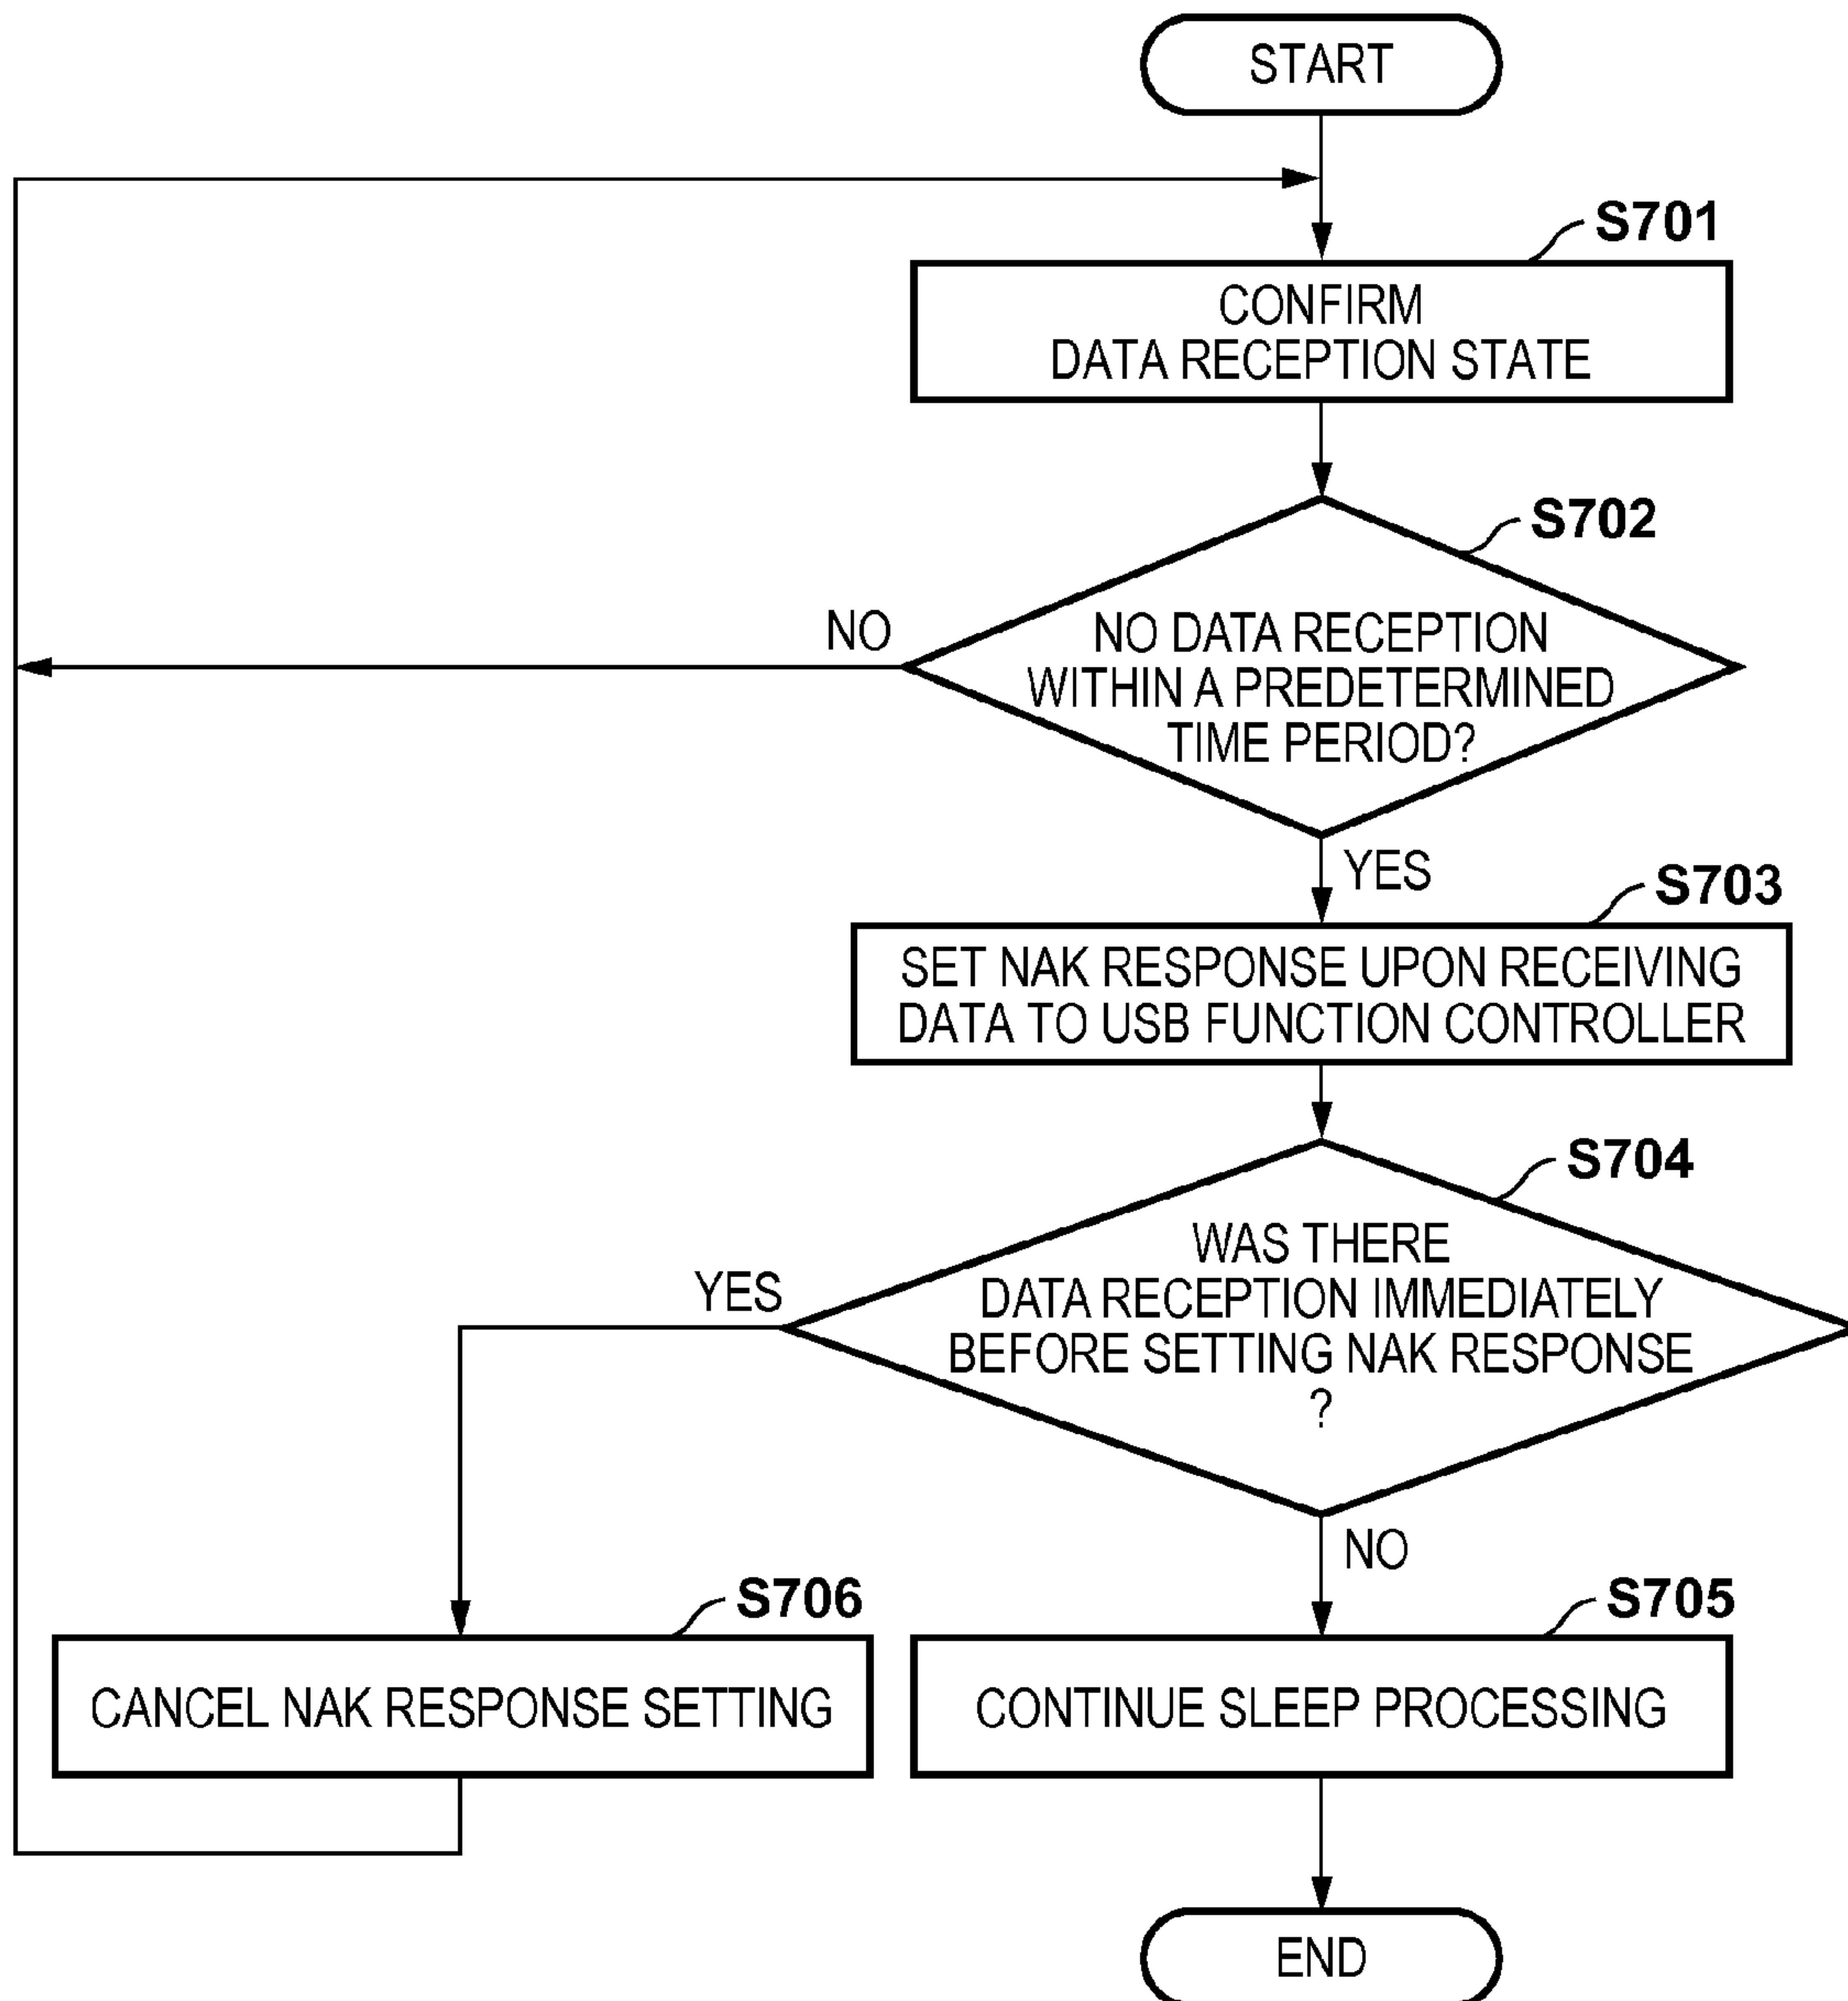 START
S701
CONFIRM
DATA RECEPTION STATE
S702
NO
NO DATA RECEPTION
WITHIN A PREDETERMINED
TIME PERIOD?
YES
S703
SET NAK RESPONSE UPON RECEIVING
DATA TO USB FUNCTION CONTROLLER
S704
YES
WAS THERE
DATA RECEPTION IMMEDIATELY
BEFORE SETTING NAK RESPONSE
?
NO
S706
CANCEL NAK RESPONSE SETTING
S705
CONTINUE SLEEP PROCESSING
END